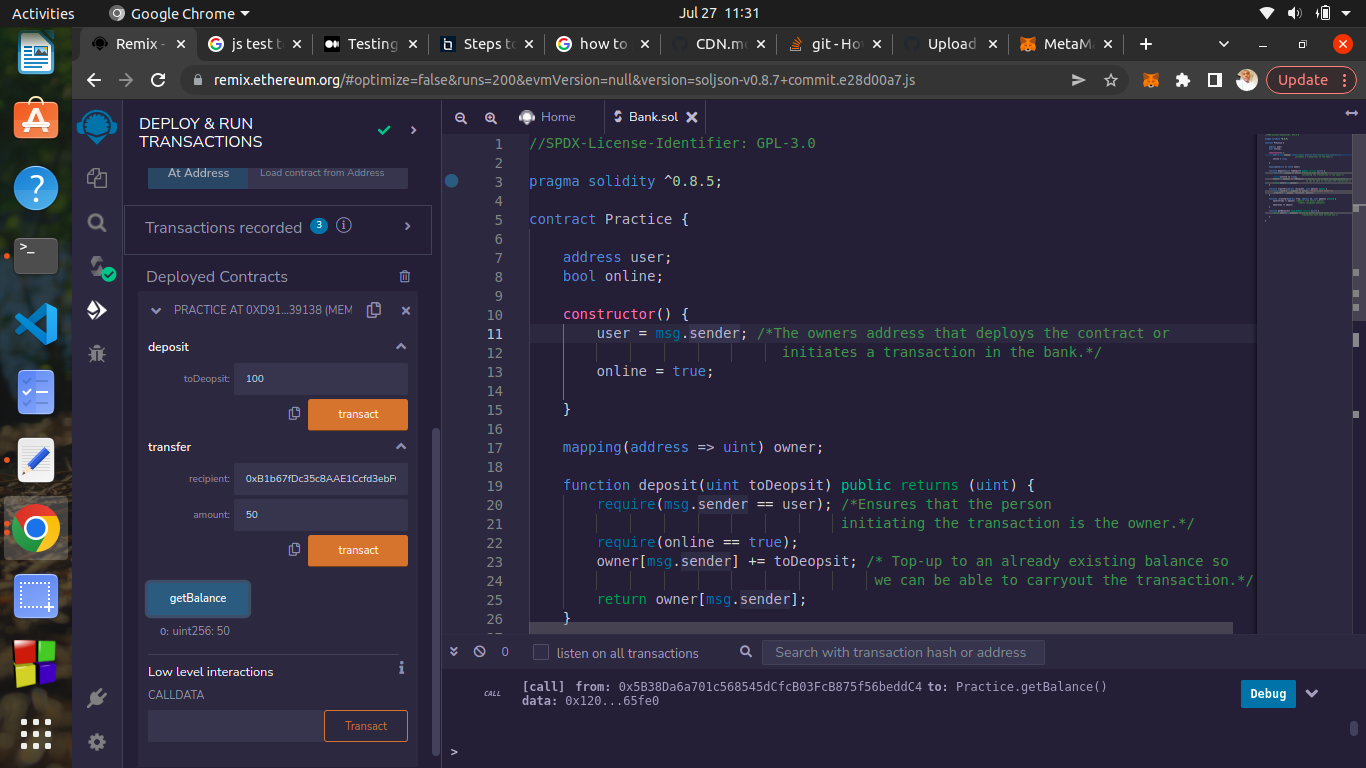 Activities
Google Chrome
Jul 27 11:31
Remix -
js test t
Testing
Steps to
how to
CDN.m
git - Ho
Upload
MetaMa
remix.ethereum.org/#optimize=false&runs=200&evmVersion=null&version=soljson-v0.8.7+commit.e28d00a7.js
Update
DEPLOY & RUN
TRANSACTIONS
At Address
Load contract from Address
Transactions recorded 3 i
Deployed Contracts
PRACTICE AT 0XD91...39138 (MEM
deposit
toDeopsit: 100
transact
transfer
recipient: 0xB1b67fDc35c8AAE1Ccfd3ebF
amount: 50
transact
getBalance
0: uint256: 50
Low level interactions
CALLDATA
Transact
Home
Bank.sol
1 //SPDX-License-Identifier: GPL-3.0
2
3 pragma solidity ^0.8.5;
4
5 contract Practice {
6
7 address user;
8 bool online;
9
10 constructor() {
11 user = msg.sender; /*The owners address that deploys the contract or
12 initiates a transaction in the bank.*/
13 online = true;
14
15 }
16
17 mapping(address => uint) owner;
18
19 function deposit(uint toDeopsit) public returns (uint) {
20 require(msg.sender == user); /*Ensures that the person
21 initiating the transaction is the owner.*/
22 require(online == true);
23 owner[msg.sender] += toDeopsit; /* Top-up to an already existing balance so
24 we can be able to carryout the transaction.*/
25 return owner[msg.sender];
26 }
0
listen on all transactions
Search with transaction hash or address
CALL
[call] from: 0x5B38Da6a701c568545dCfcB03FcB875f56beddC4 to: Practice.getBalance()
data: 0x120...65fe0
Debug
>